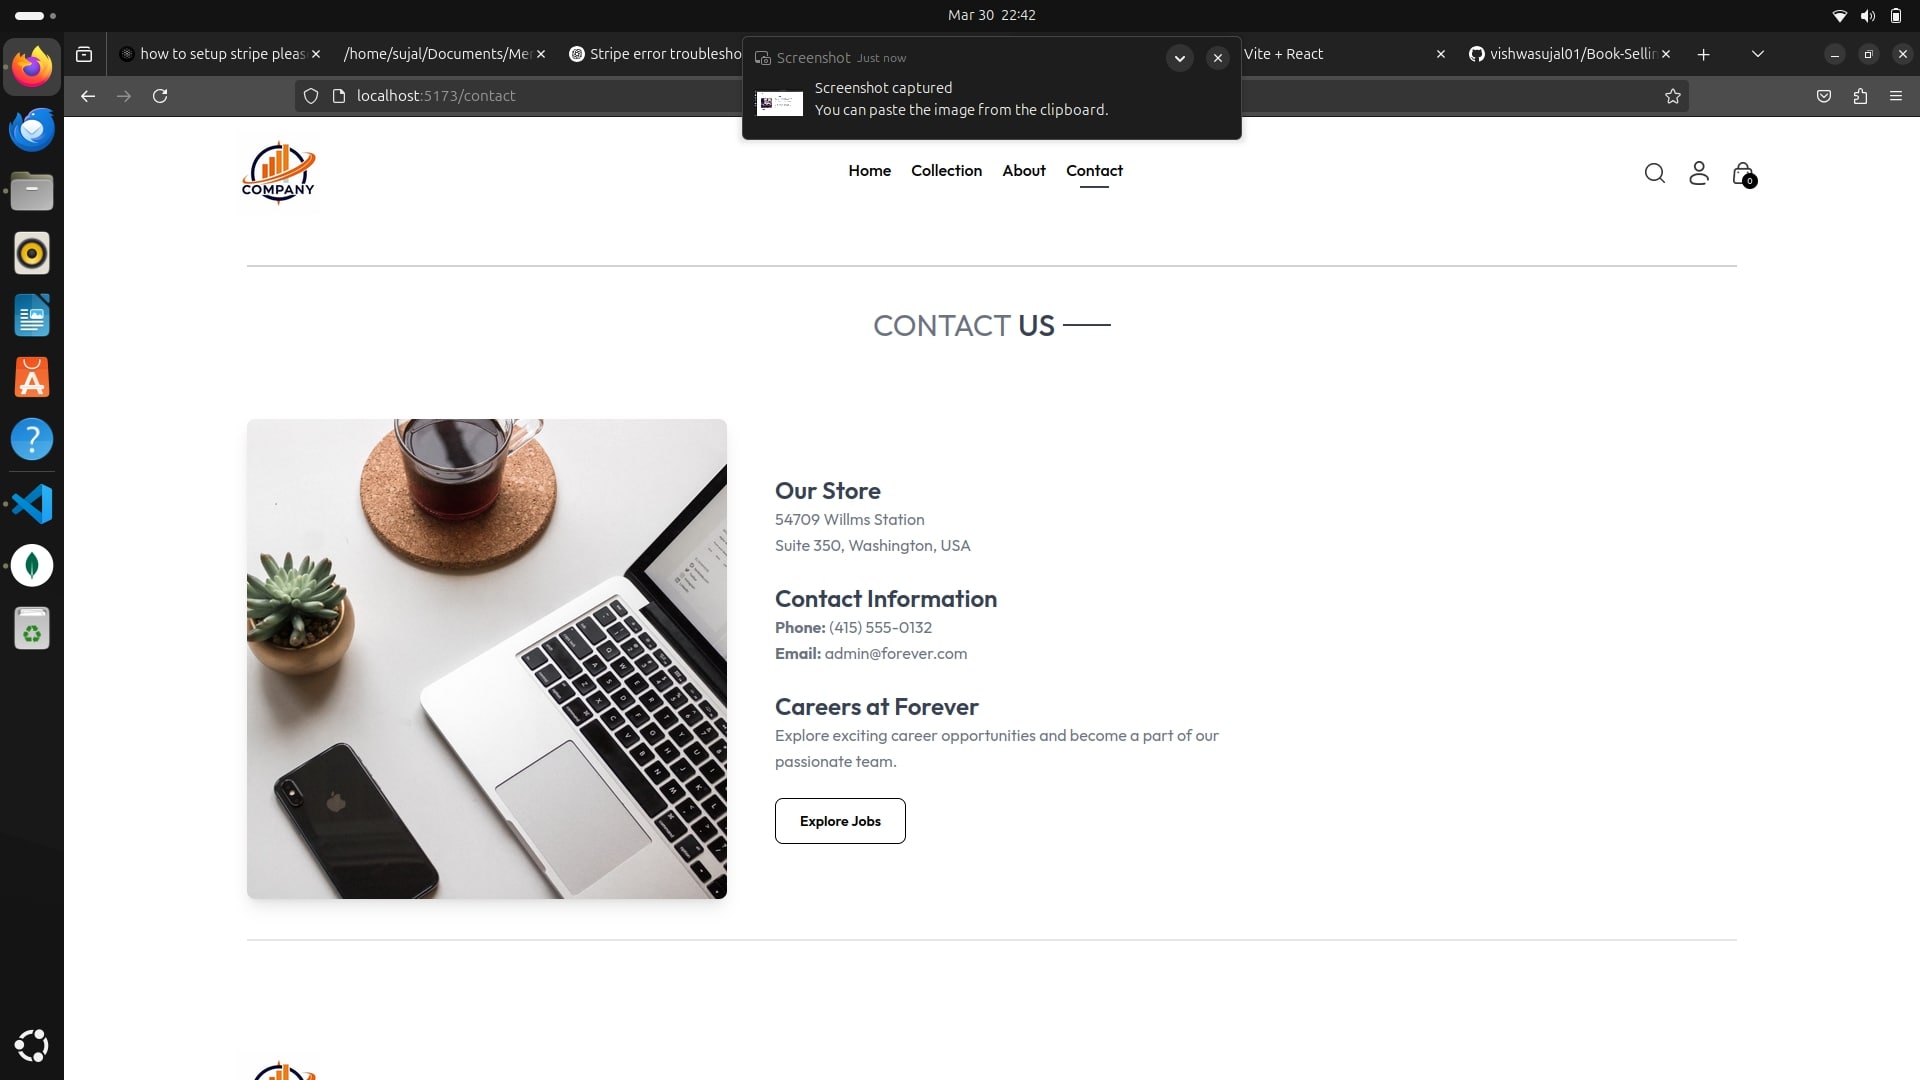 Mar 30 22:42
how to setup stripe pleas
/home/sujal/Documents/Mer
Stripe error troublesho
Vite + React
vishwasujal01/Book-Sellin
Screenshot Just now
Screenshot captured
You can paste the image from the clipboard.
localhost:5173/contact
COMPANY
Home
Collection
About
Contact
0
CONTACT US
Our Store
54709 Willms Station
Suite 350, Washington, USA
Contact Information
Phone: (415) 555-0132
Email: admin@forever.com
Careers at Forever
Explore exciting career opportunities and become a part of our
passionate team.
Explore Jobs